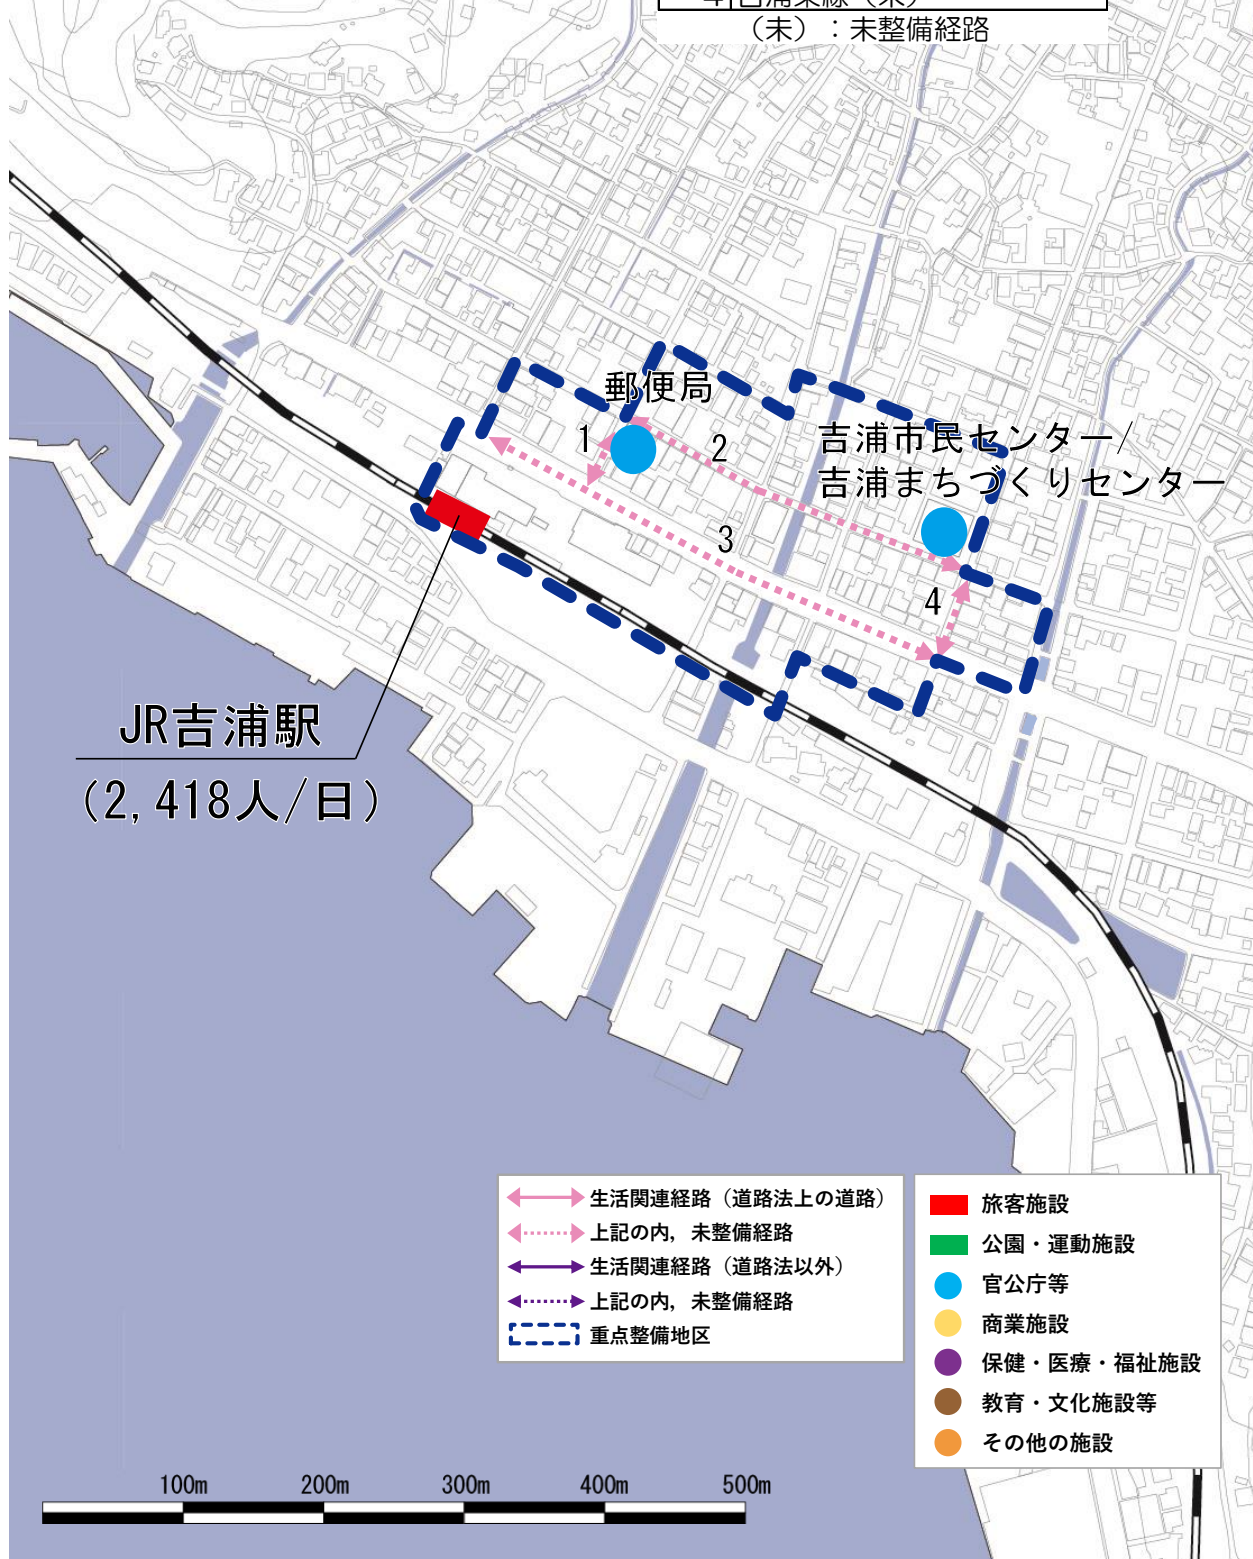 (未)：未整備経路
郵便局
1
2
吉浦市民センター/
吉浦まちづくりセンター
3
4
JR吉浦駅
(2,418人/日)
生活関連経路（道路法上の道路）
上記の内，未整備経路
生活関連経路（道路法以外）
上記の内，未整備経路
重点整備地区
旅客施設
公園・運動施設
官公庁等
商業施設
保健・医療・福祉施設
教育・文化施設等
その他の施設
100m 200m 300m 400m 500m